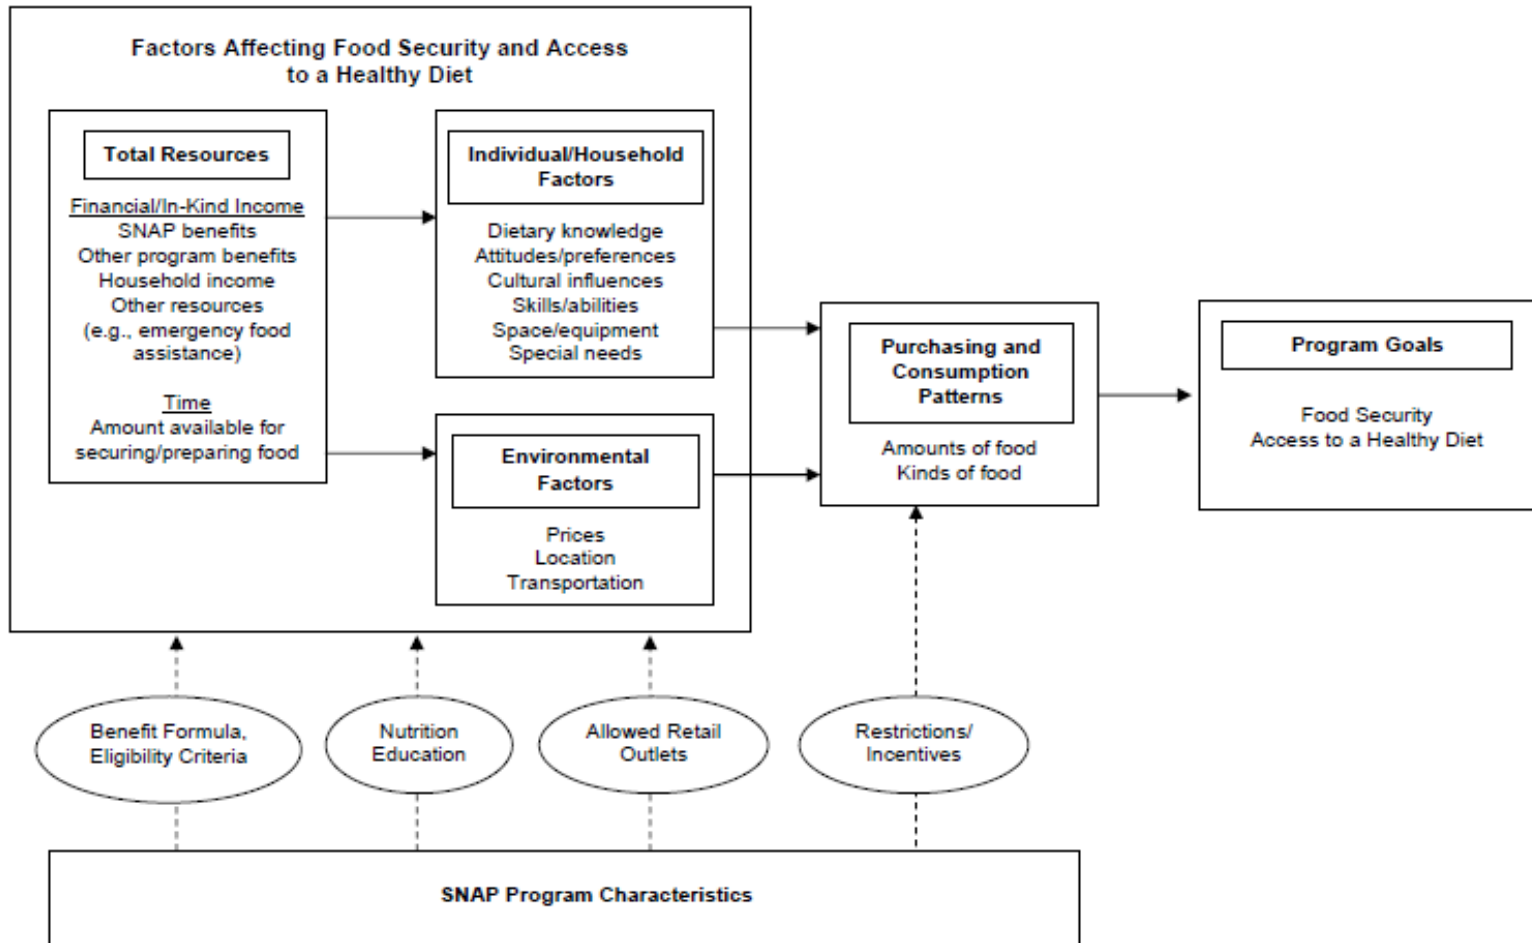 Factors Affecting Food Security and Access
to a Healthy Diet
Total Resources
Financial/In-Kind Income
SNAP benefits
Other program benefits
Household income
Other resources
(e.g., emergency food
assistance)
Time
Amount available for
securing/preparing food
Individual/Household
Factors
Dietary knowledge
Attitudes/preferences
Cultural influences
Skills/abilities
Space/equipment
Special needs
Environmental
Factors
Prices
Location
Transportation
Purchasing and
Consumption
Patterns
Amounts of food
Kinds of food
Program Goals
Food Security
Access to a Healthy Diet
Benefit Formula,
Eligibility Criteria
Nutrition
Education
Allowed Retail
Outlets
Restrictions/
Incentives
SNAP Program Characteristics